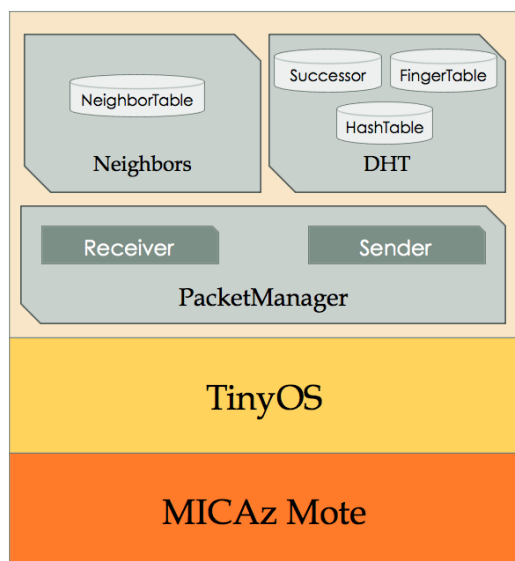 NeighborTable
Neighbors
Successor
FingerTable
HashTable
DHT
Receiver
Sender
PacketManager
TinyOS
MICAz Mote